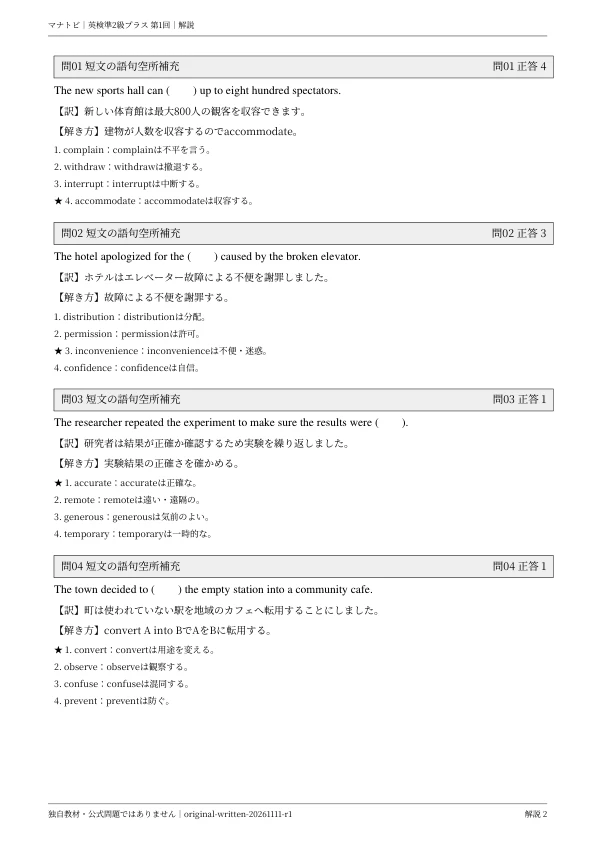 マナトビ｜英検準2級プラス 第1回｜解説
問01 短文の語句空所補充 問01 正答 4
The new sports hall can (　　) up to eight hundred spectators.
【訳】新しい体育館は最大800人の観客を収容できます。
【解き方】建物が人数を収容するのでaccommodate。
1. complain：complainは不平を言う。
2. withdraw：withdrawは撤退する。
3. interrupt：interruptは中断する。
★ 4. accommodate：accommodateは収容する。
問02 短文の語句空所補充 問02 正答 3
The hotel apologized for the (　　) caused by the broken elevator.
【訳】ホテルはエレベーター故障による不便を謝罪しました。
【解き方】故障による不便を謝罪する。
1. distribution：distributionは分配。
2. permission：permissionは許可。
★ 3. inconvenience：inconvenienceは不便・迷惑。
4. confidence：confidenceは自信。
問03 短文の語句空所補充 問03 正答 1
The researcher repeated the experiment to make sure the results were (　　).
【訳】研究者は結果が正確か確認するため実験を繰り返しました。
【解き方】実験結果の正確さを確かめる。
★ 1. accurate：accurateは正確な。
2. remote：remoteは遠い・遠隔の。
3. generous：generousは気前のよい。
4. temporary：temporaryは一時的な。
問04 短文の語句空所補充 問04 正答 1
The town decided to (　　) the empty station into a community cafe.
【訳】町は使われていない駅を地域のカフェへ転用することにしました。
【解き方】convert A into BでAをBに転用する。
★ 1. convert：convertは用途を変える。
2. observe：observeは観察する。
3. confuse：confuseは混同する。
4. prevent：preventは防ぐ。
独自教材・公式問題ではありません｜original-written-20261111-r1 解説 2